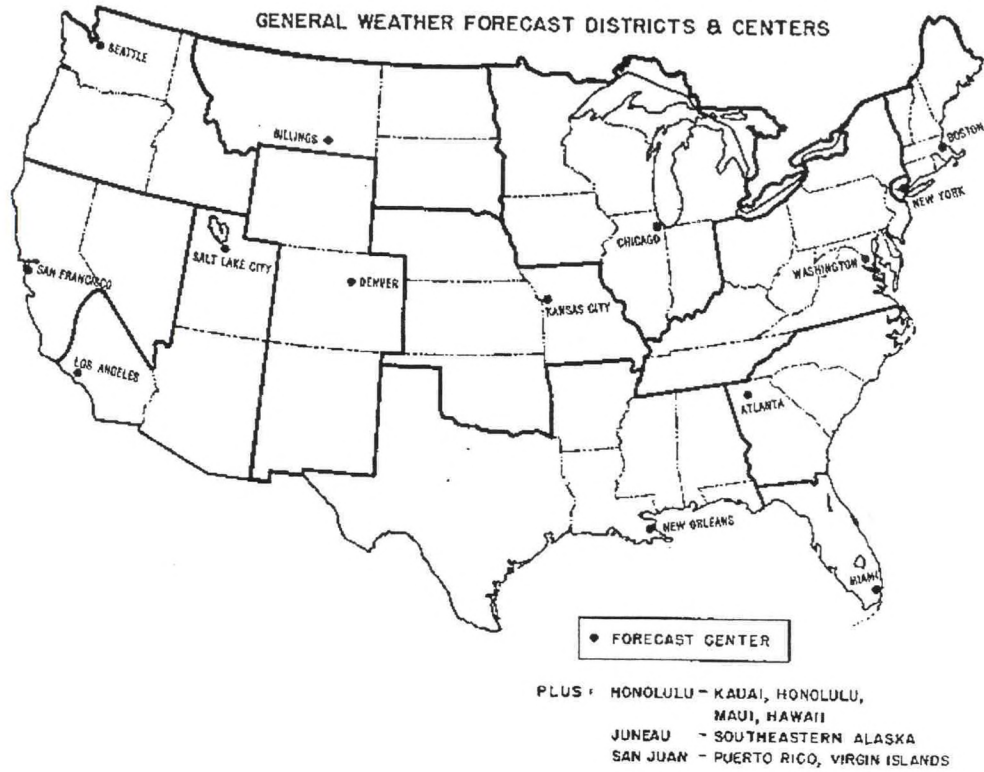 GENERAL WEATHER FORECAST DISTRICTS & CENTERS
SEATTLE
BILLINGS
BOSTON
NEW YORK
CHICAGO
SALT LAKE CITY
WASHINGTON
SAN FRANCISCO
DENVER
KANSAS CITY
LOS ANGELES
ATLANTA
NEW ORLEANS
MIAMI
FORECAST CENTER
PLUS: HONOLULU - KAUAI, HONOLULU,
MAUI, HAWAII
JUNEAU - SOUTHEASTERN ALASKA
SAN JUAN - PUERTO RICO, VIRGIN ISLANDS